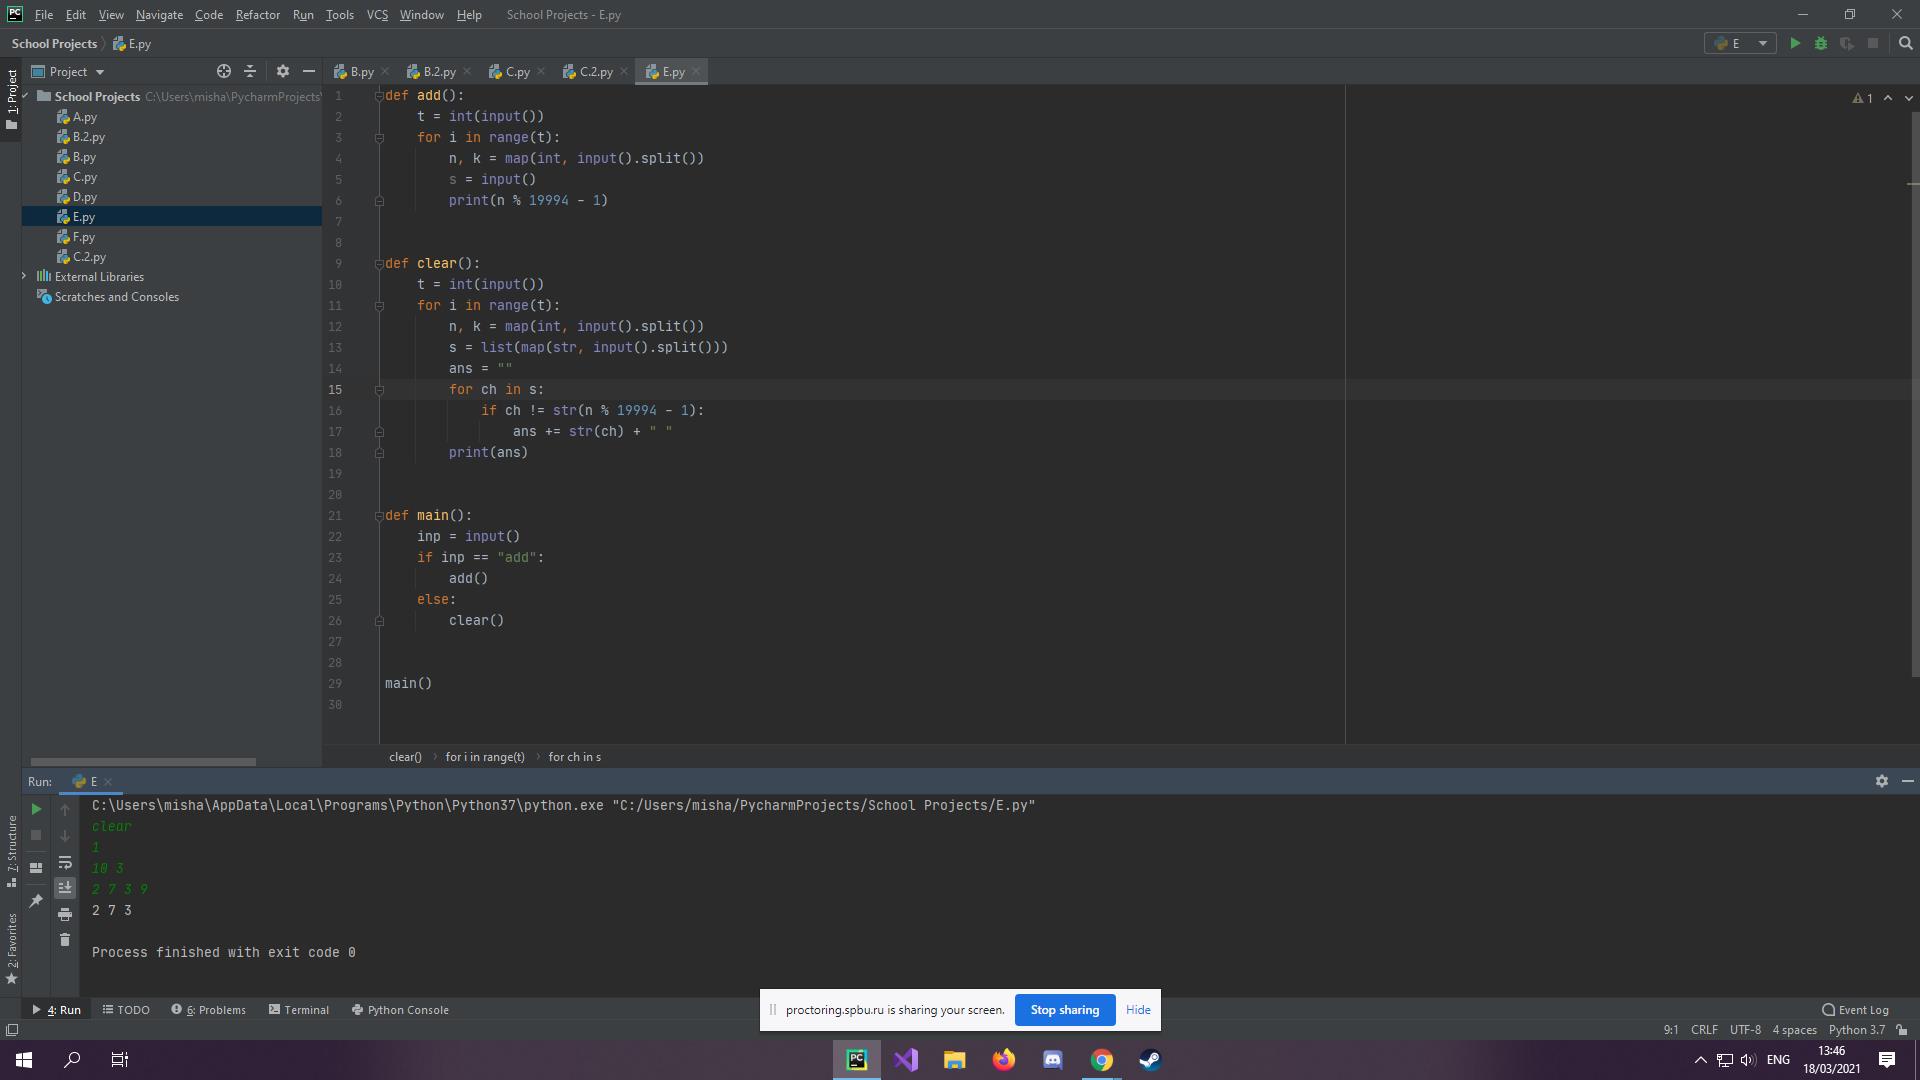 File Edit View Navigate Code Refactor Run Tools VCS Window Help School Projects - E.py
School Projects E.py
E
Project
B.py B.2.py C.py C.2.py E.py
1: Project
School Projects C:\Users\misha\PycharmProjects\
A.py
B.2.py
B.py
C.py
D.py
E.py
F.py
C.2.py
External Libraries
Scratches and Consoles
1 def add():
2 t = int(input())
3 for i in range(t):
4 n, k = map(int, input().split())
5 s = input()
6 print(n % 19994 - 1)
7
8
9 def clear():
10 t = int(input())
11 for i in range(t):
12 n, k = map(int, input().split())
13 s = list(map(str, input().split()))
14 ans = ""
15 for ch in s:
16 if ch != str(n % 19994 - 1):
17 ans += str(ch) + " "
18 print(ans)
19
20
21 def main():
22 inp = input()
23 if inp == "add":
24 add()
25 else:
26 clear()
27
28
29 main()
30
1
clear() for i in range(t) for ch in s
Run: E
C:\Users\misha\AppData\Local\Programs\Python\Python37\python.exe "C:/Users/misha/PycharmProjects/School Projects/E.py"
clear
1
10 3
2 7 3 9
2 7 3
Process finished with exit code 0
7: Structure
2: Favorites
4: Run TODO 6: Problems Terminal Python Console Event Log
proctoring.spbu.ru is sharing your screen. Stop sharing Hide
9:1 CRLF UTF-8 4 spaces Python 3.7
ENG 13:46
18/03/2021